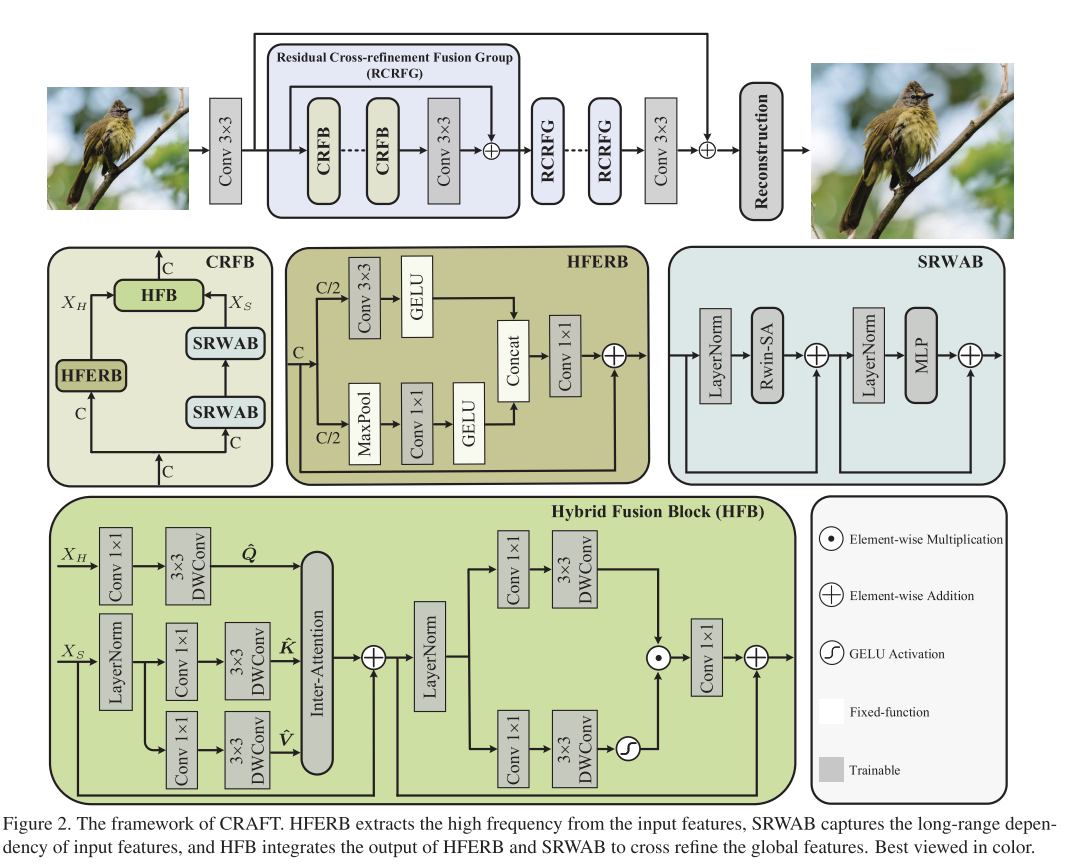 Residual Cross-refinement Fusion Group
(RCRFG)
Conv 3×3
CRFB
CRFB
Conv 3×3
RCRFG
RCRFG
Conv 3×3
Reconstruction
CRFB
C
HFB
X_H
X_S
SRWAB
HFERB
SRWAB
C
C
C
HFERB
C/2
Conv 3×3
GELU
C
Concat
Conv 1×1
C/2
MaxPool
Conv 1×1
GELU
SRWAB
LayerNorm
Rwin-SA
LayerNorm
MLP
Hybrid Fusion Block (HFB)
X_H
Conv 1×1
3×3
DWConv
Q̂
X_S
LayerNorm
Conv 1×1
3×3
DWConv
K̂
Conv 1×1
3×3
DWConv
V̂
Inter-Attention
LayerNorm
Conv 1×1
3×3
DWConv
Conv 1×1
3×3
DWConv
Conv 1×1
Element-wise Multiplication
Element-wise Addition
GELU Activation
Fixed-function
Trainable
Figure 2. The framework of CRAFT. HFERB extracts the high frequency from the input features, SRWAB captures the long-range depen-
dency of input features, and HFB integrates the output of HFERB and SRWAB to cross refine the global features. Best viewed in color.